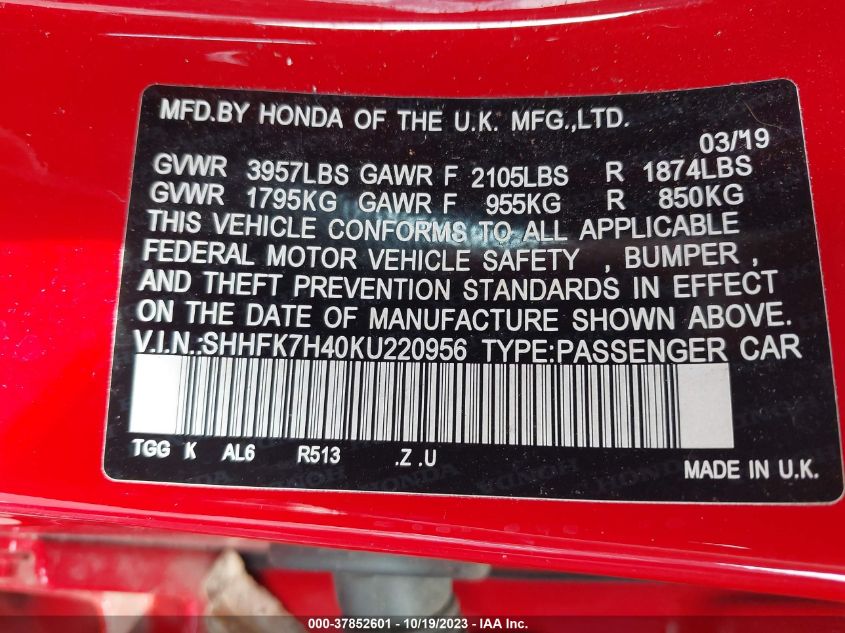 MFD.BY HONDA OF THE U.K. MFG.,LTD.
03/'19
GVWR 3957LBS GAWR F 2105LBS R 1874LBS
GVWR 1795KG GAWR F 955KG R 850KG
THIS VEHICLE CONFORMS TO ALL APPLICABLE
FEDERAL MOTOR VEHICLE SAFETY , BUMPER ,
AND THEFT PREVENTION STANDARDS IN EFFECT
ON THE DATE OF MANUFACTURE SHOWN ABOVE.
V.I.N.:SHHFK7H40KU220956 TYPE:PASSENGER CAR
TGG K AL6 R513 .Z .U
MADE IN U.K.
000-37852601 - 10/19/2023 - IAA Inc.